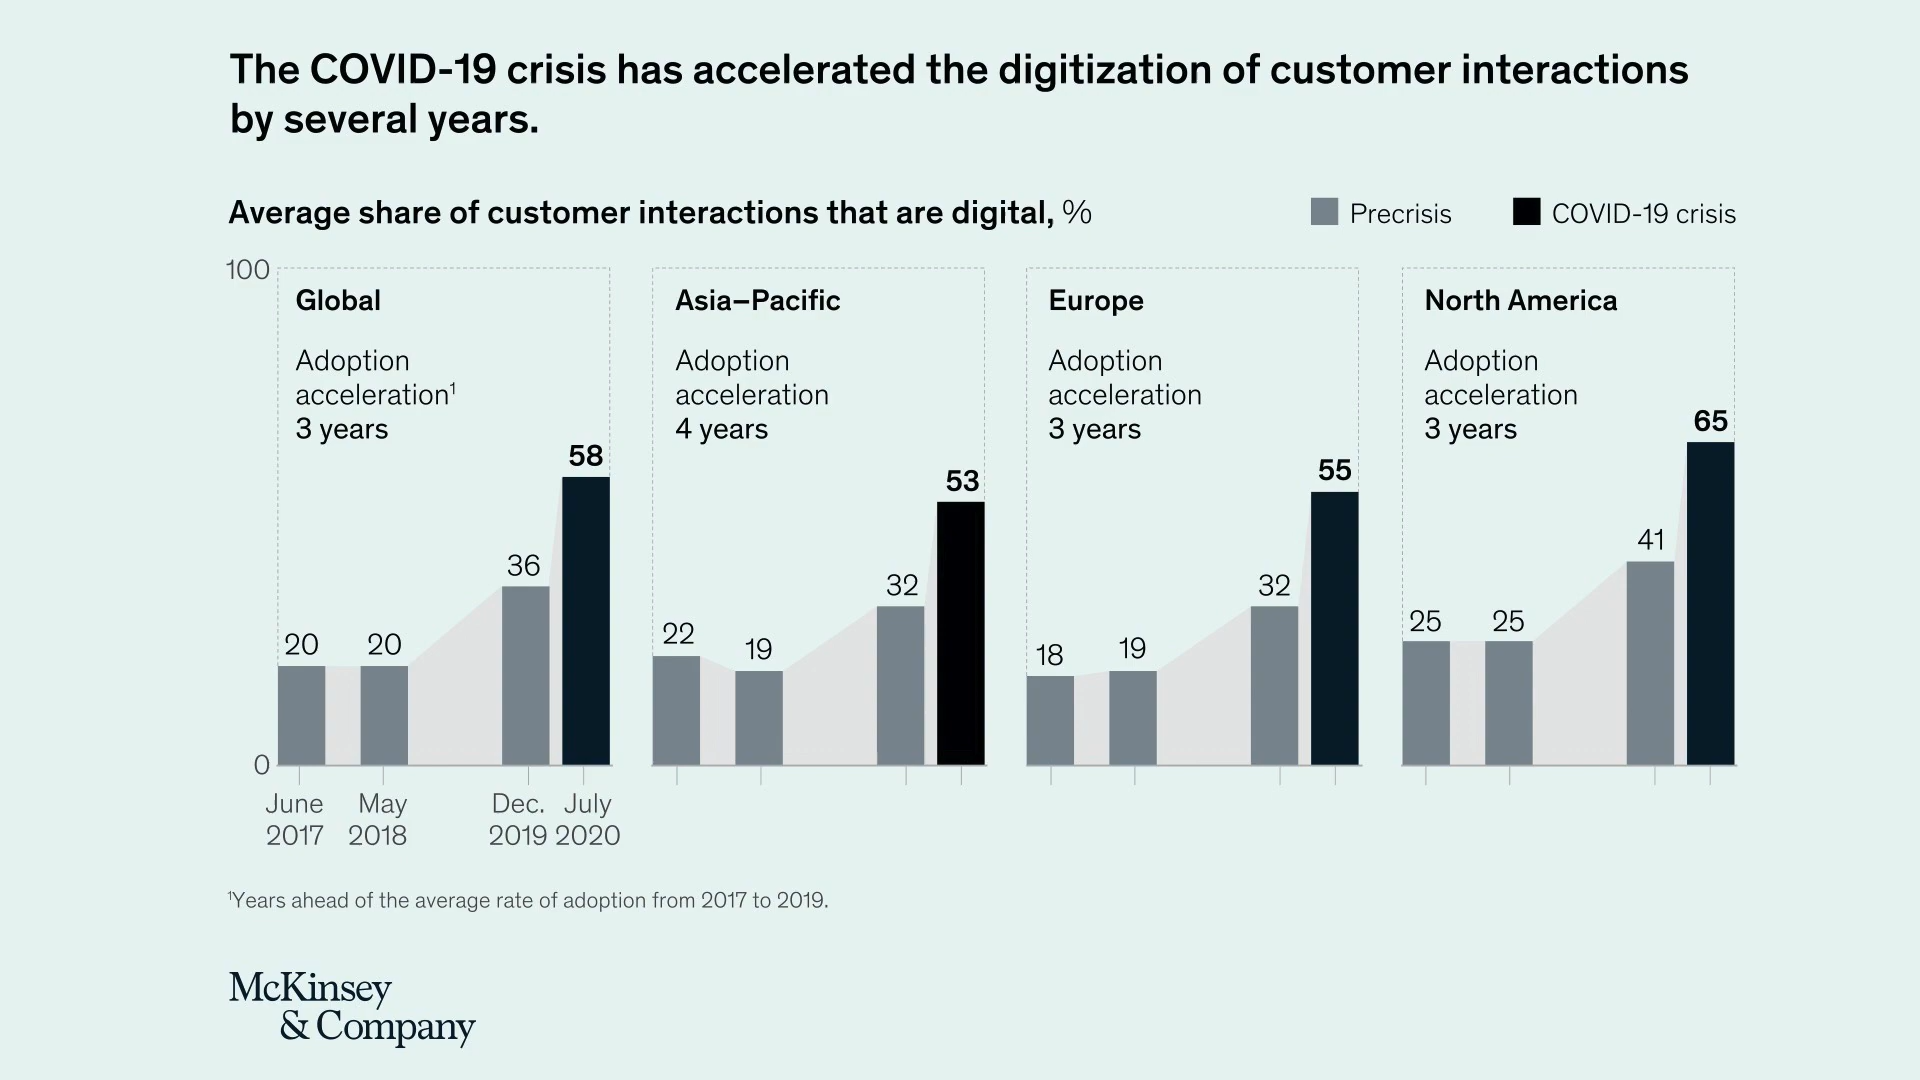 The COVID-19 crisis has accelerated the digitization of customer interactions
by several years.
Average share of customer interactions that are digital, %
Precrisis
COVID-19 crisis
100
0
Global
Adoption
acceleration¹
3 years
20
20
36
58
June
2017
May
2018
Dec.
2019
July
2020
Asia–Pacific
Adoption
acceleration
4 years
22
19
32
53
Europe
Adoption
acceleration
3 years
18
19
32
55
North America
Adoption
acceleration
3 years
25
25
41
65
¹Years ahead of the average rate of adoption from 2017 to 2019.
McKinsey
& Company